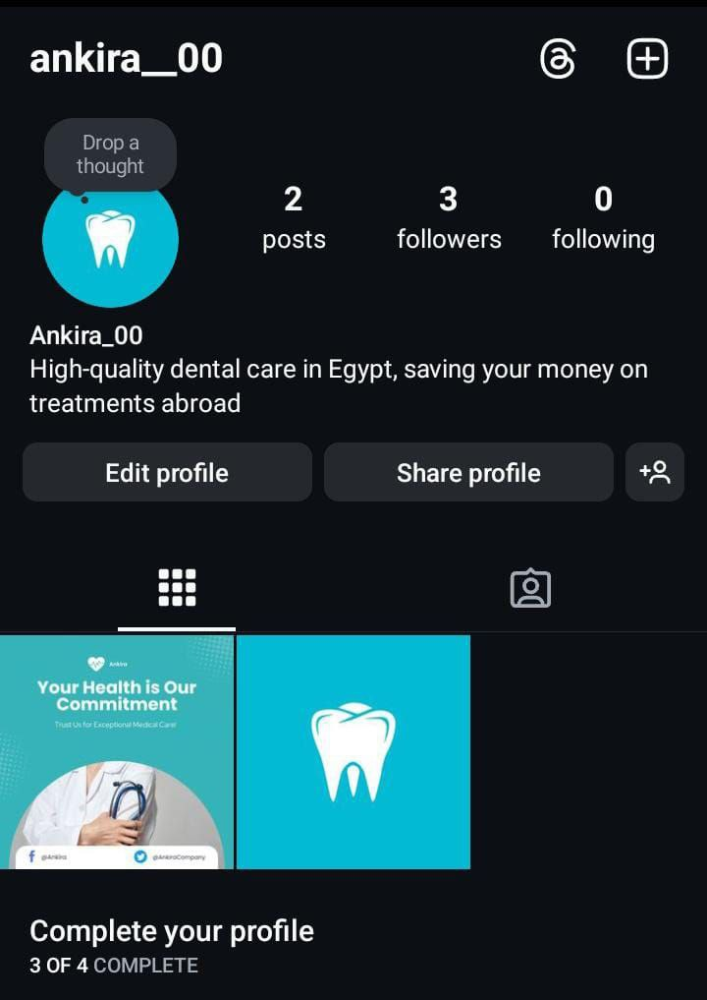 ankira__00
Drop a
thought
2
posts
3
followers
0
following
Ankira_00
High-quality dental care in Egypt, saving your money on
treatments abroad
Edit profile
Share profile
Ankira
Your Health is Our
Commitment
Trust Us for Exceptional Medical Care!
@Ankira
@AnkiraCompany
Complete your profile
3 OF 4 COMPLETE